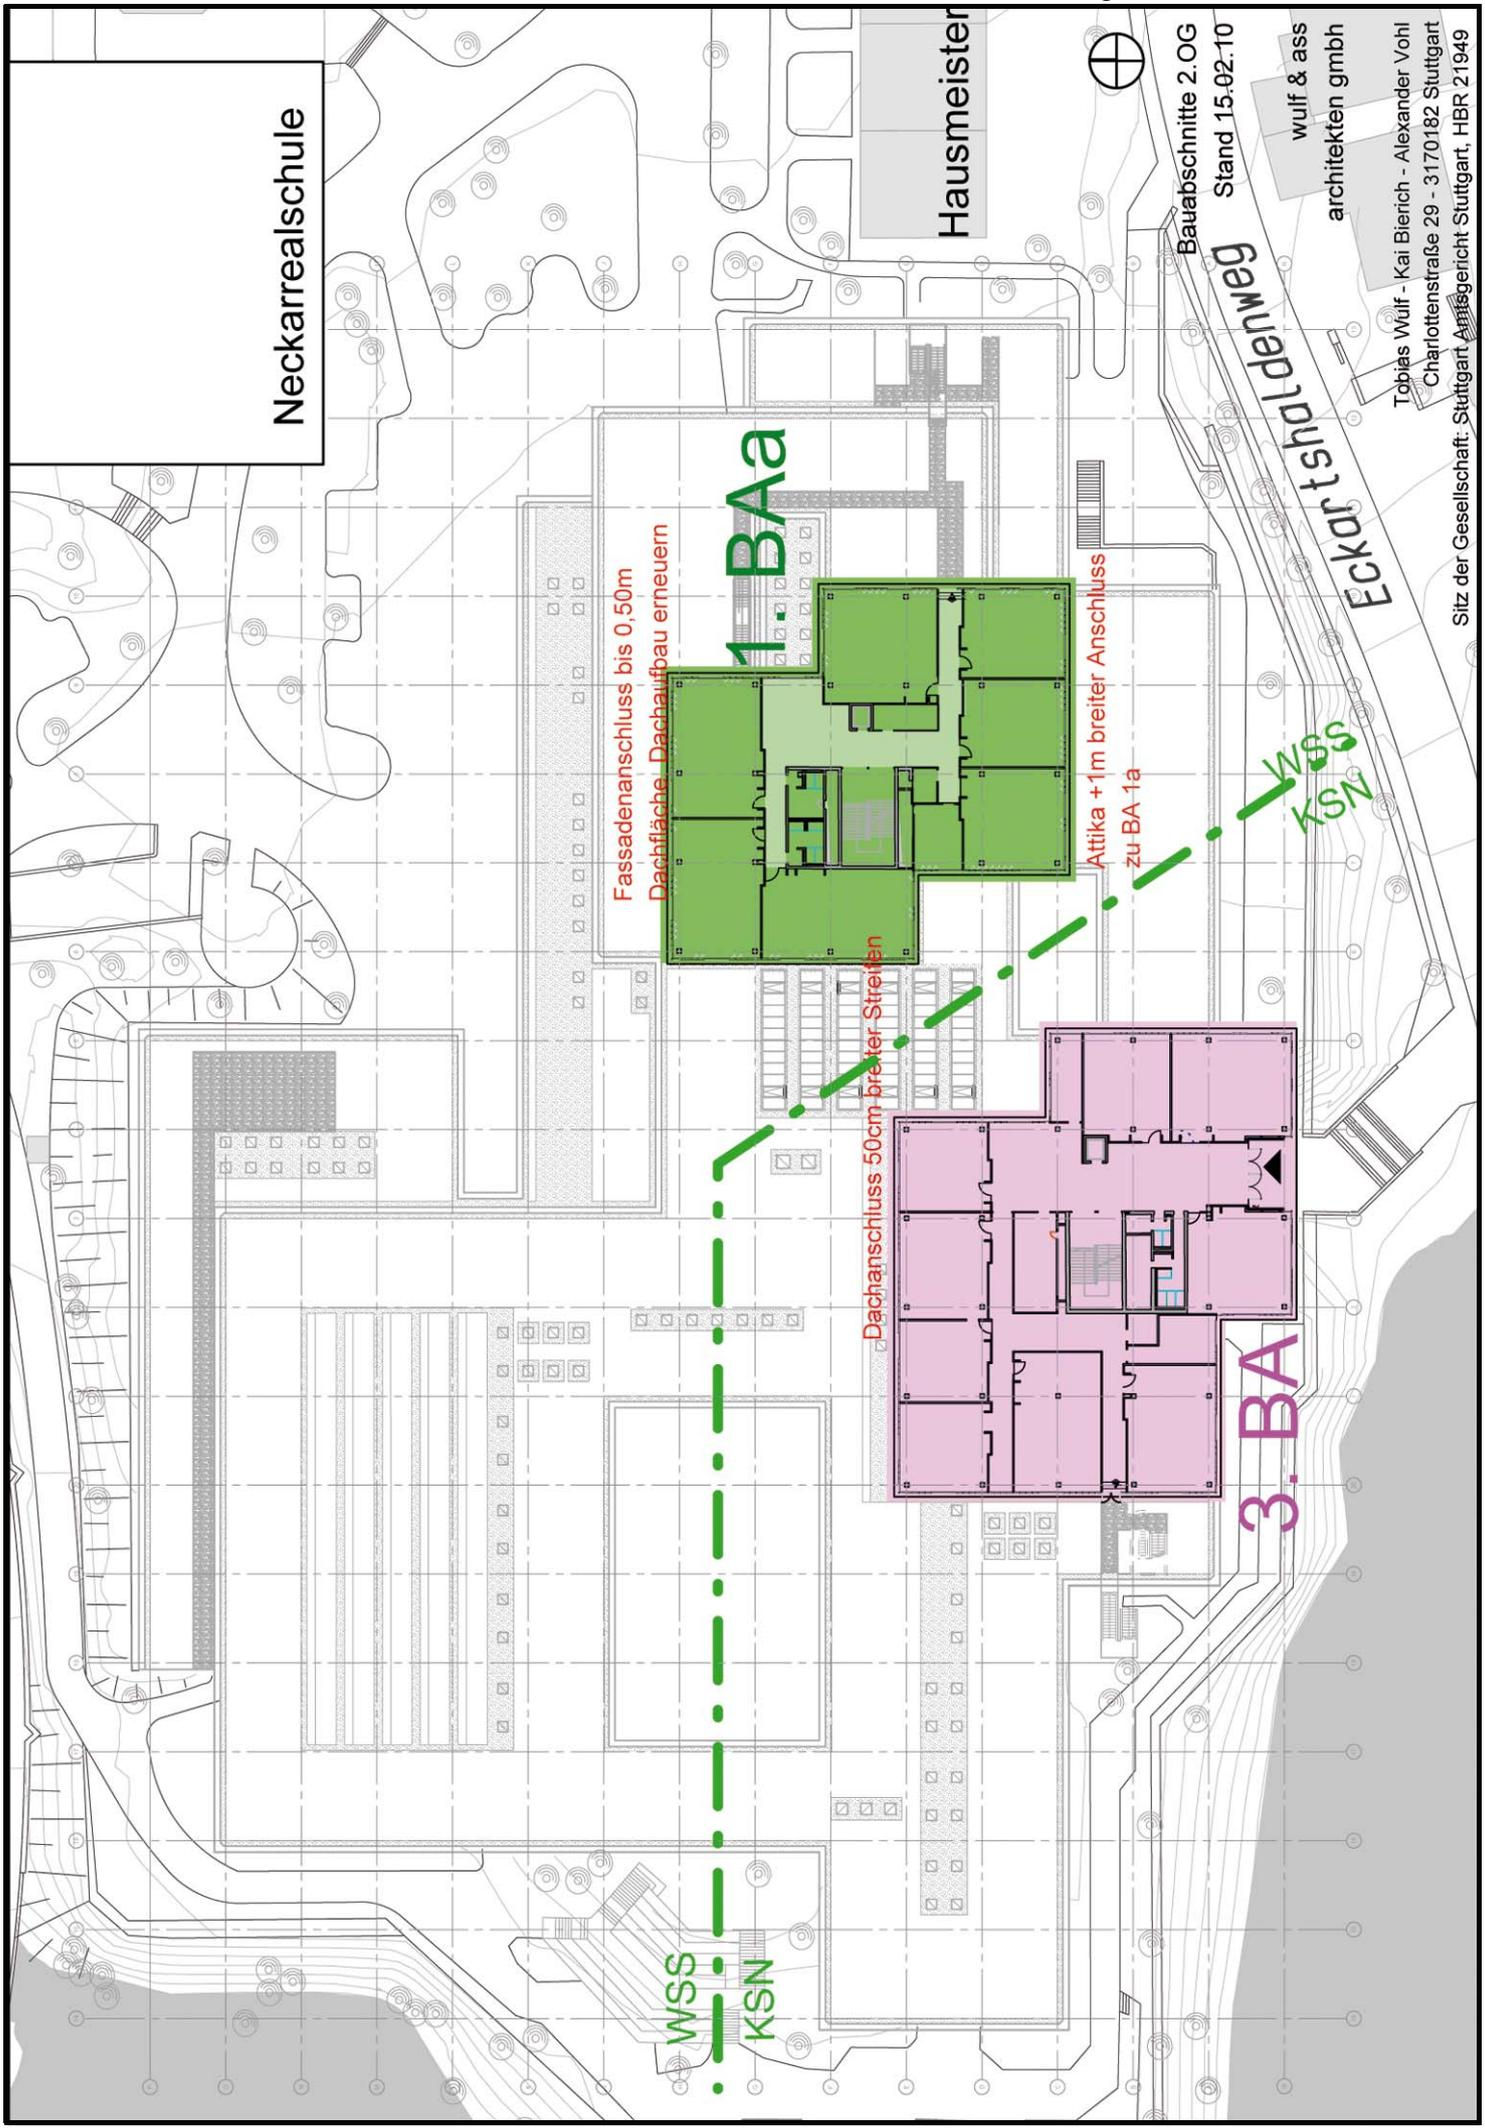 Neckarrealschule
Hausmeister
Bauabschnitte 2.OG
Stand 15.02.10
wulf & ass
architekten gmbh
Tobias Wulf - Kai Bierich - Alexander Vohl
Charlottenstraße 29 - 3170182 Stuttgart
Sitz der Gesellschaft: Stuttgart Amtsgericht Stuttgart, HBR 21949
Eckartshaldenweg
1. BAa
Fassadenanschluss bis 0,50m
Dachfläche Dachaufbau erneuern
Attika +1m breiter Anschluss
zu BA 1a
WSS
KSN
Dachanschluss 50cm breiter Streifen
3. BA
WSS
KSN